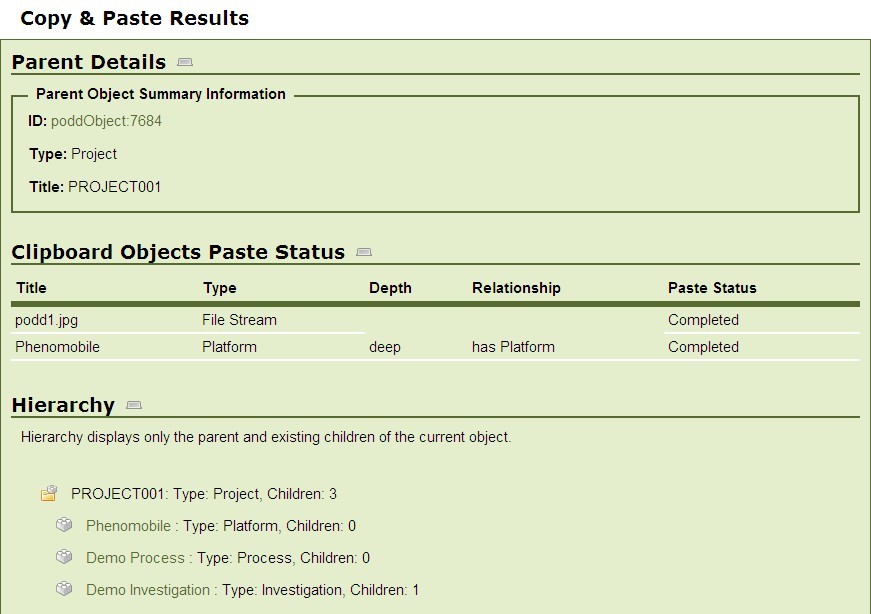 Copy & Paste Results
Parent Details
Parent Object Summary Information
ID: poddObject:7684
Type: Project
Title: PROJECT001
Clipboard Objects Paste Status
Title Type Depth Relationship Paste Status
podd1.jpg File Stream Completed
Phenomobile Platform deep has Platform Completed
Hierarchy
Hierarchy displays only the parent and existing children of the current object.
PROJECT001: Type: Project, Children: 3
Phenomobile : Type: Platform, Children: 0
Demo Process : Type: Process, Children: 0
Demo Investigation : Type: Investigation, Children: 1